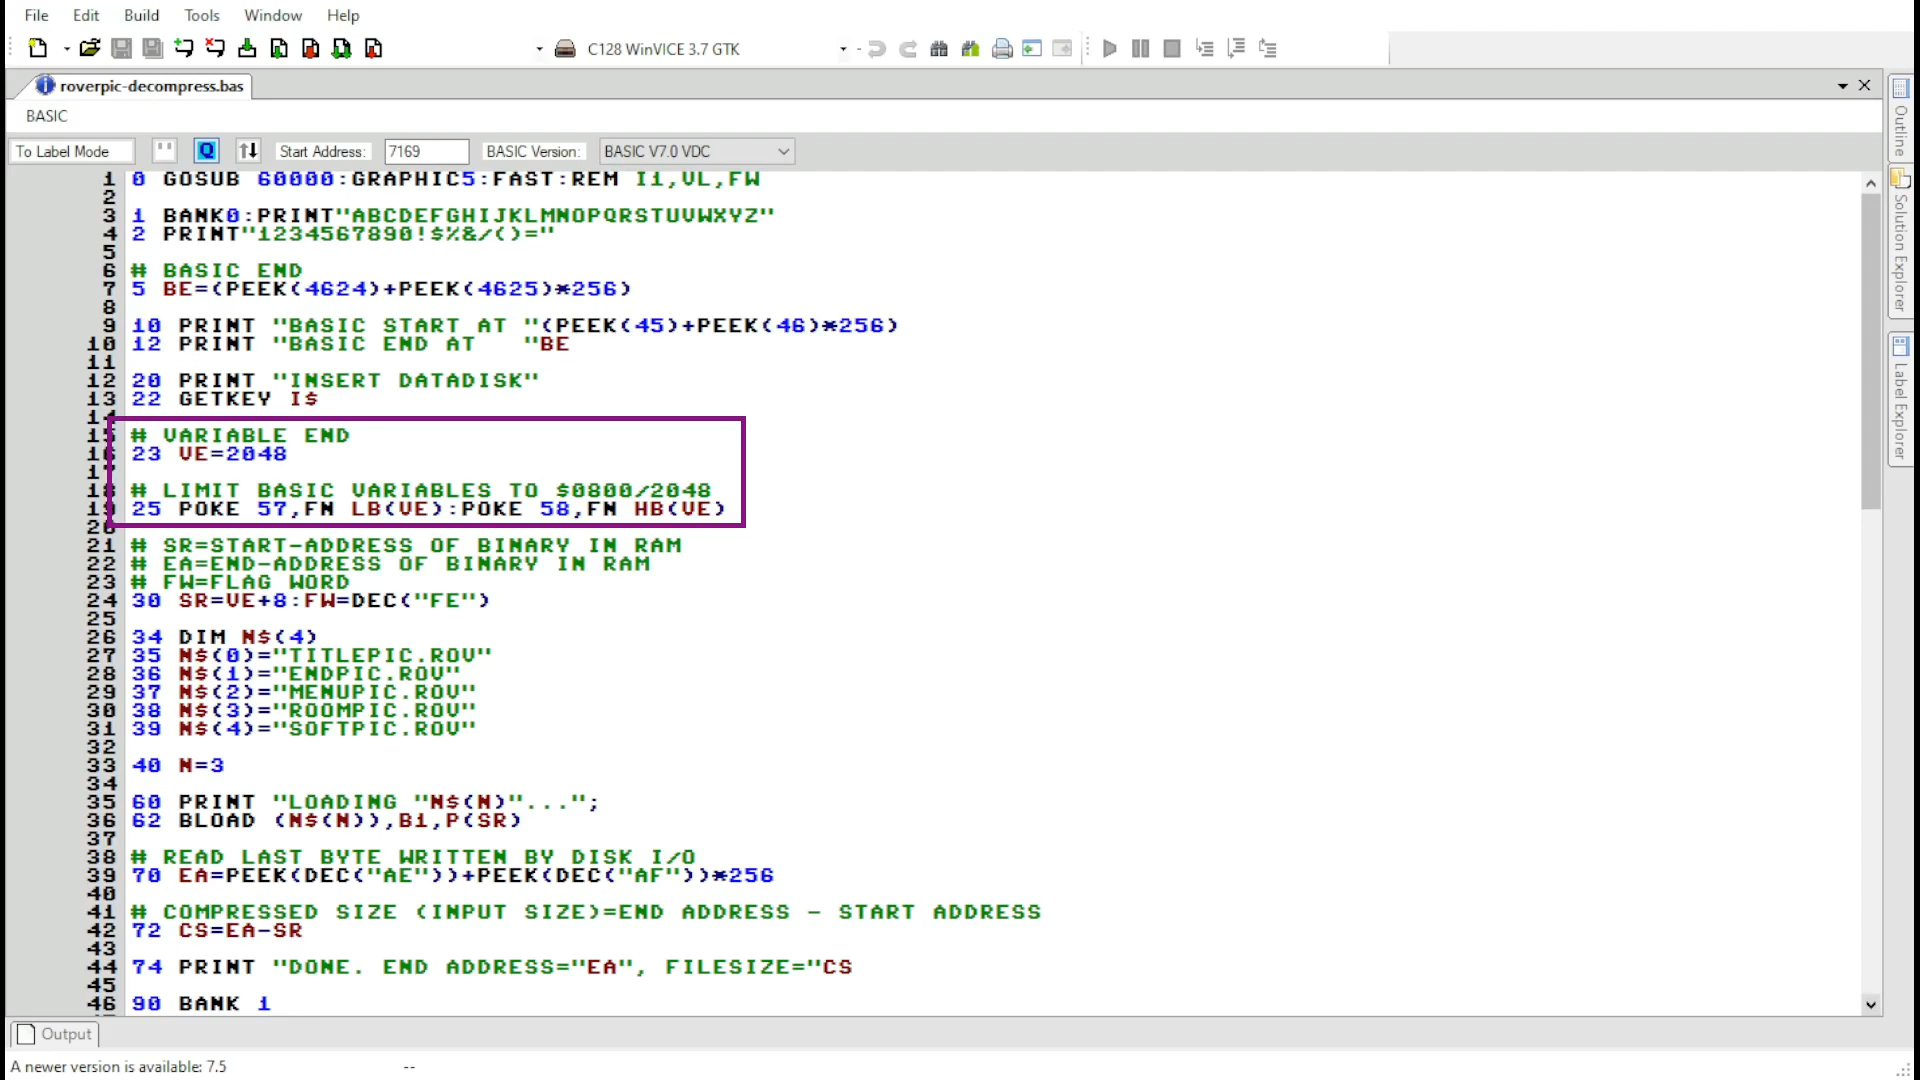 File Edit Build Tools Window Help
C128 WinVICE 3.7 GTK
roverpic-decompress.bas
BASIC
To Label Mode Q Start Address: 7169 BASIC Version: BASIC V7.0 VDC
1 0 GOSUB 60000:GRAPHIC5:FAST:REM I1,VL,FW
2
3 1 BANK0:PRINT"ABCDEFGHIJKLMNOPQRSTUVWXYZ"
4 2 PRINT"1234567890!$%&/()="
5
6 # BASIC END
7 5 BE=(PEEK(4624)+PEEK(4625)*256)
8
9 10 PRINT "BASIC START AT "(PEEK(45)+PEEK(46)*256)
10 12 PRINT "BASIC END AT   "BE
11
12 20 PRINT "INSERT DATADISK"
13 22 GETKEY I$
14
15 # VARIABLE END
16 23 VE=2048
17
18 # LIMIT BASIC VARIABLES TO $0800/2048
19 25 POKE 57,FN LB(VE):POKE 58,FN HB(VE)
20
21 # SR=START-ADDRESS OF BINARY IN RAM
22 # EA=END-ADDRESS OF BINARY IN RAM
23 # FW=FLAG WORD
24 30 SR=VE+8:FW=DEC("FE")
25
26 34 DIM N$(4)
27 35 N$(0)="TITLEPIC.ROV"
28 36 N$(1)="ENDPIC.ROV"
29 37 N$(2)="MENUPIC.ROV"
30 38 N$(3)="ROOMPIC.ROV"
31 39 N$(4)="SOFTPIC.ROV"
32
33 40 N=3
34
35 60 PRINT "LOADING "N$(N)"...";
36 62 BLOAD (N$(N)),B1,P(SR)
37
38 # READ LAST BYTE WRITTEN BY DISK I/O
39 70 EA=PEEK(DEC("AE"))+PEEK(DEC("AF"))*256
40
41 # COMPRESSED SIZE (INPUT SIZE)=END ADDRESS - START ADDRESS
42 72 CS=EA-SR
43
44 74 PRINT "DONE. END ADDRESS="EA", FILESIZE="CS
45
46 90 BANK 1
Outline
Solution Explorer
Label Explorer
Output
A newer version is available: 7.5 --